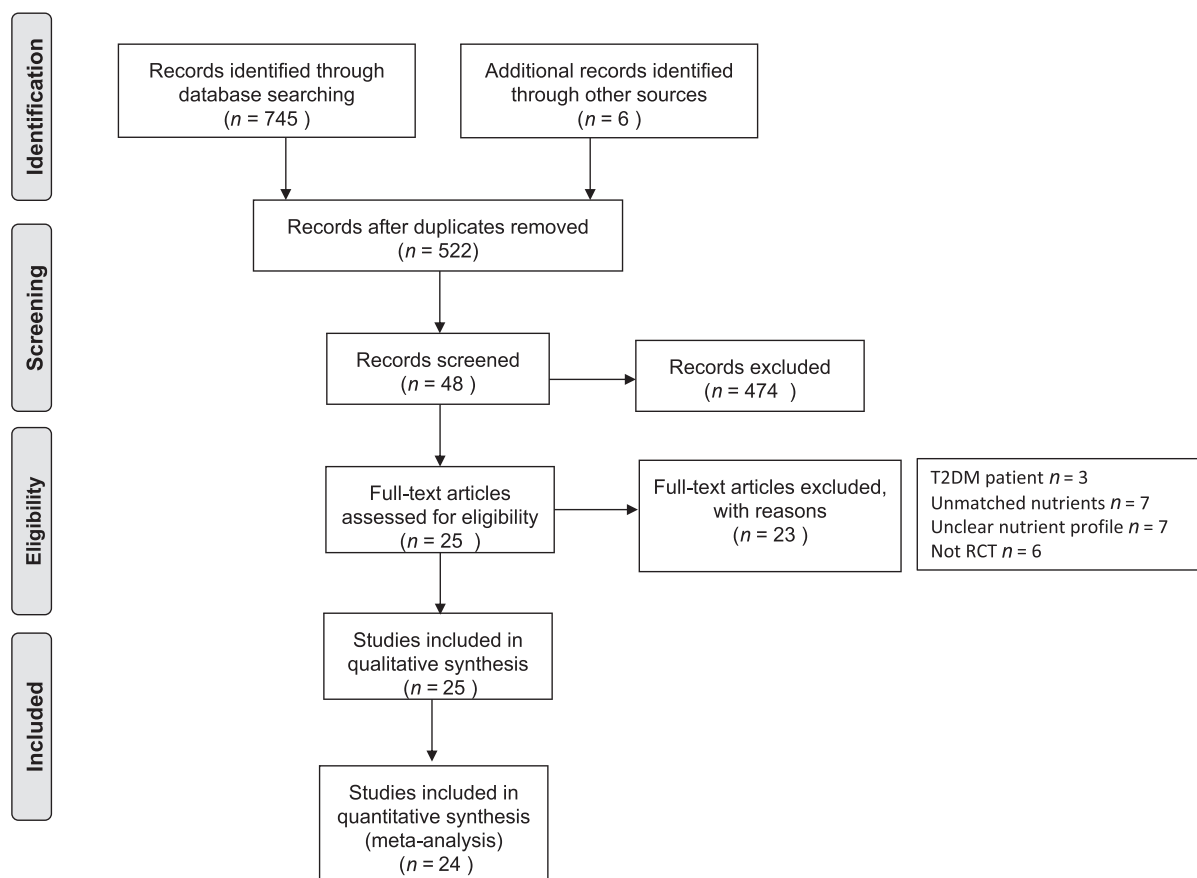 Identification
Records identified through
database searching
(n = 745 )
Additional records identified
through other sources
(n = 6 )
Records after duplicates removed
(n = 522)
Screening
Records screened
(n = 48 )
Records excluded
(n = 474 )
Eligibility
Full-text articles
assessed for eligibility
(n = 25 )
Full-text articles excluded,
with reasons
(n = 23 )
T2DM patient n = 3
Unmatched nutrients n = 7
Unclear nutrient profile n = 7
Not RCT n = 6
Included
Studies included in
qualitative synthesis
(n = 25 )
Studies included in
quantitative synthesis
(meta-analysis)
(n = 24 )